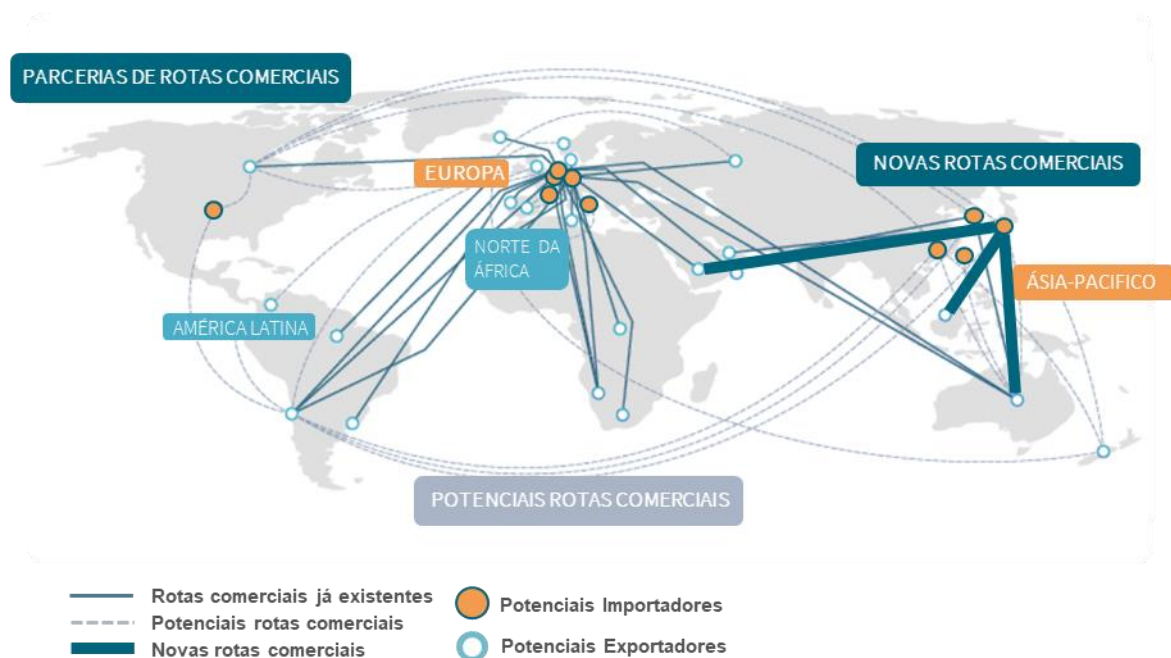 PARCERIAS DE ROTAS COMERCIAIS
NOVAS ROTAS COMERCIAIS
EUROPA
NORTE DA
ÁFRICA
ÁSIA-PACIFICO
AMÉRICA LATINA
POTENCIAIS ROTAS COMERCIAIS
Rotas comerciais já existentes
Potenciais rotas comerciais
Novas rotas comerciais
Potenciais Importadores
Potenciais Exportadores